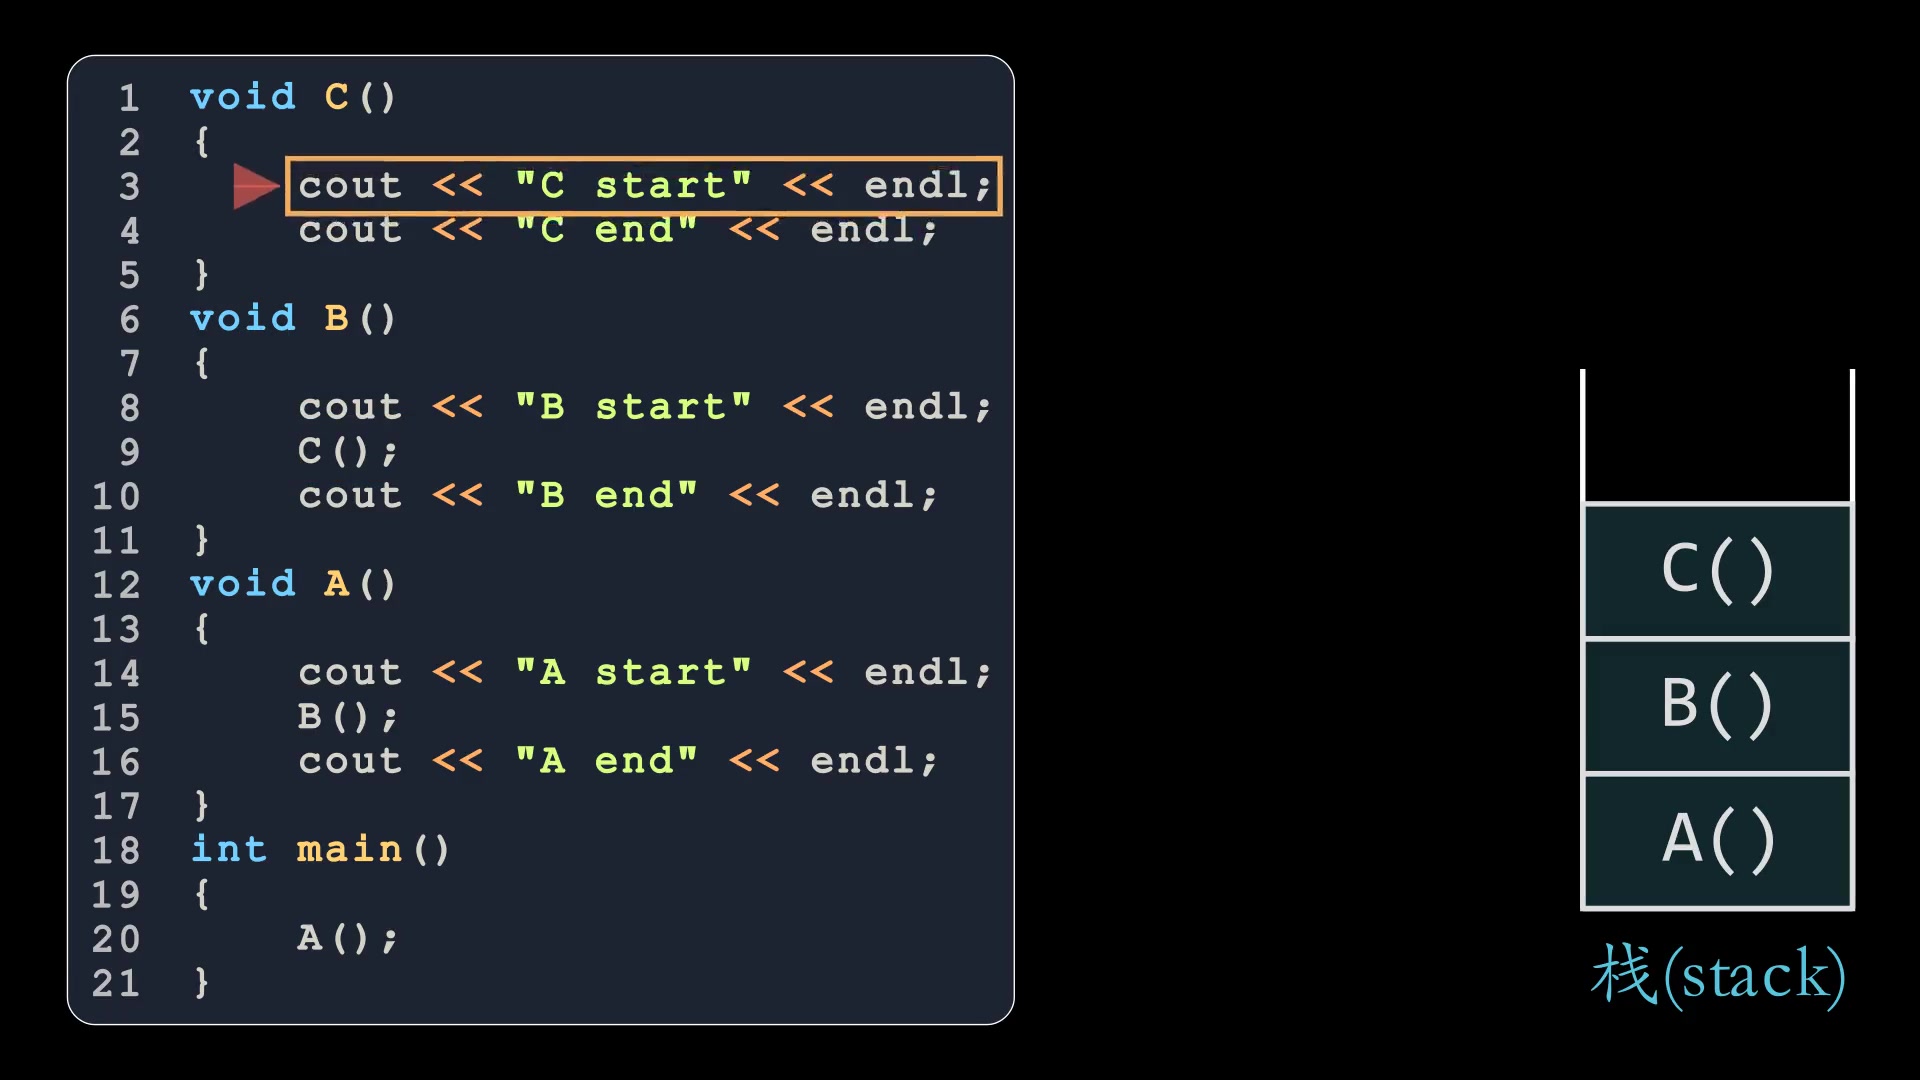 1 void C()
2 {
3 cout << "C start" << endl;
4 cout << "C end" << endl;
5 }
6 void B()
7 {
8 cout << "B start" << endl;
9 C();
10 cout << "B end" << endl;
11 }
12 void A()
13 {
14 cout << "A start" << endl;
15 B();
16 cout << "A end" << endl;
17 }
18 int main()
19 {
20 A();
21 }
C()
B()
A()
栈(stack)